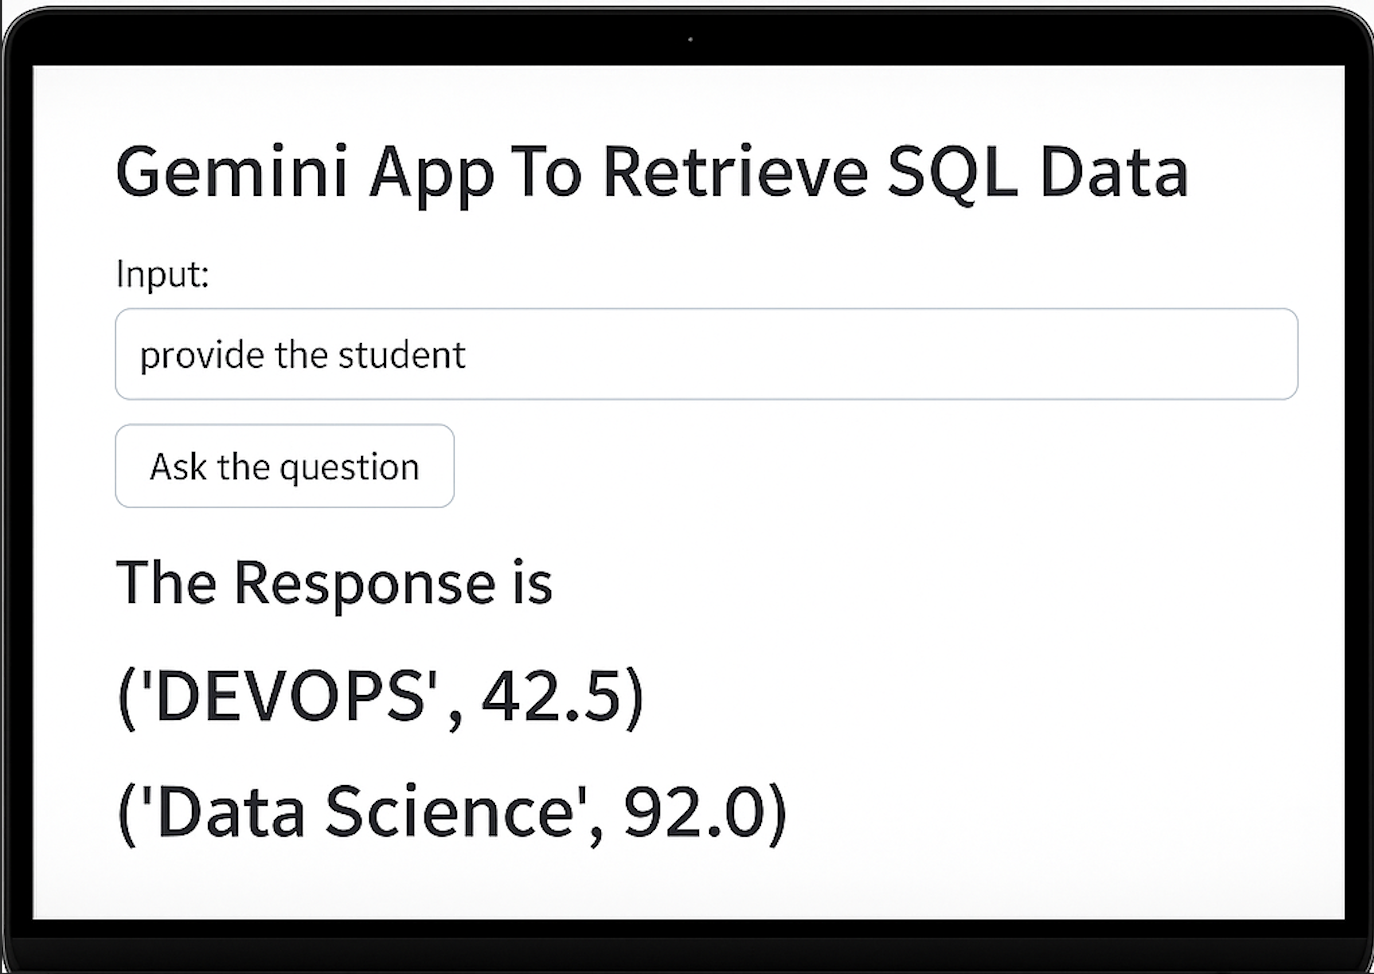 Gemini App To Retrieve SQL Data
Input:
provide the student
Ask the question
The Response is
('DEVOPS', 42.5)
('Data Science', 92.0)